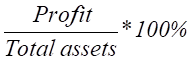 Profit
Total assets
*100%